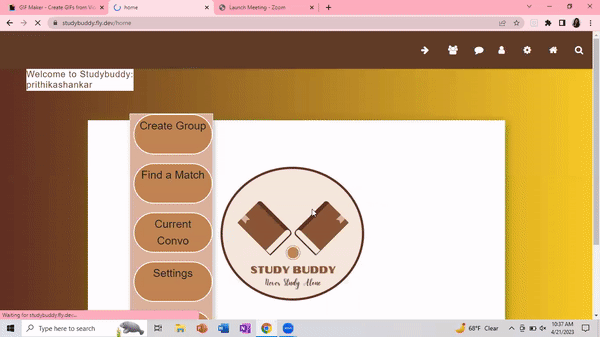 GIF Maker - Create GIFs from Vi
home
Launch Meeting - Zoom
studybuddy.fly.dev/home
Welcome to Studybuddy:
prithikashankar
Create Group
Find a Match
Current
Convo
Settings
STUDY BUDDY
Never Study Alone
Waiting for studybuddy.fly.dev...
Type here to search
68°F Clear
10:37 AM
4/21/2023